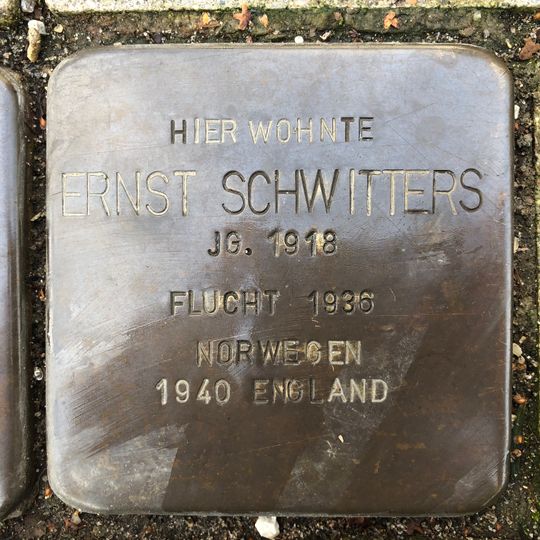 HIER WOHNTE
ERNST SCHWITTERS
JG. 1918
FLUCHT 1936
NORWEGEN
1940 ENGLAND